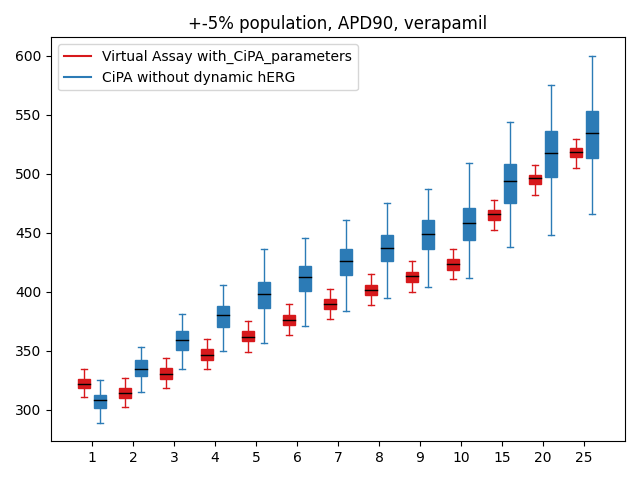 +-5% population, APD90, verapamil
Virtual Assay with_CiPA_parameters
CiPA without dynamic hERG
600
550
500
450
400
350
300
1 2 3 4 5 6 7 8 9 10 15 20 25